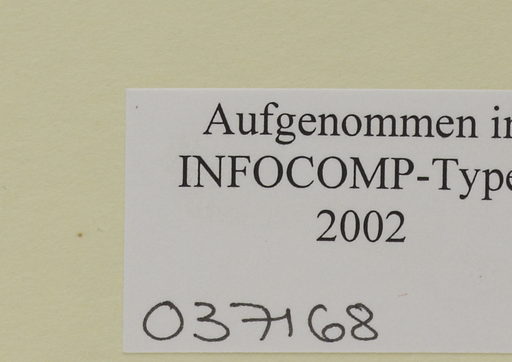 Aufgenommen in
INFOCOMP-Type
2002
037168